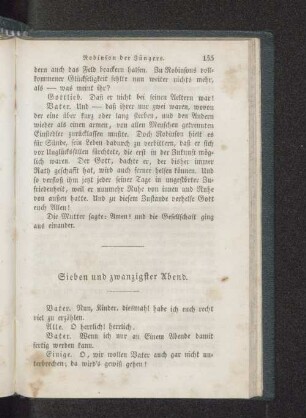 Robinson der Jüngere. 155
dern auch das Feld brackern halfen. Zu Robinsons voll-
kommener Glückseligkeit fehlte nun weiter nichts mehr,
als — was meint ihr?
Gottlieb. Daß er nicht bei seinen Aeltern war!
Vater. Und — daß ihrer nur zwei waren, wovon
der eine über kurz oder lang sterben, und den Andern
wieder als einen armen, von allen Menschen getrennten
Einsiedler zurücklassen mußte. Doch Robinson hielt es
für Sünde, sein Leben dadurch zu verbittern, daß er sich
vor Unglücksfällen fürchtete, die erst in der Zukunft mög-
lich waren. Der Gott, dachte er, der bisher immer
Rath geschafft hat, wird auch ferner helfen können. Und
so verfloß ihm jetzt jeder seiner Tage in ungestörter Zu-
friedenheit, weil er nunmehr Ruhe von innen und Ruhe
von außen hatte. Und zu diesem Zustande verhelfe Gott
euch Allen!
Die Mutter sagte: Amen! und die Gesellschaft ging
aus einander.
Sieben und zwanzigster Abend.
Vater. Nun, Kinder, diesmahl habe ich euch recht
viel zu erzählen.
Alle. O herrlich! herrlich.
Vater. Wenn ich nur an Einem Abende damit
fertig werden kann.
Einige. O, wir wollen Vater auch gar nicht un-
terbrechen; da wird's gewiß gehen!